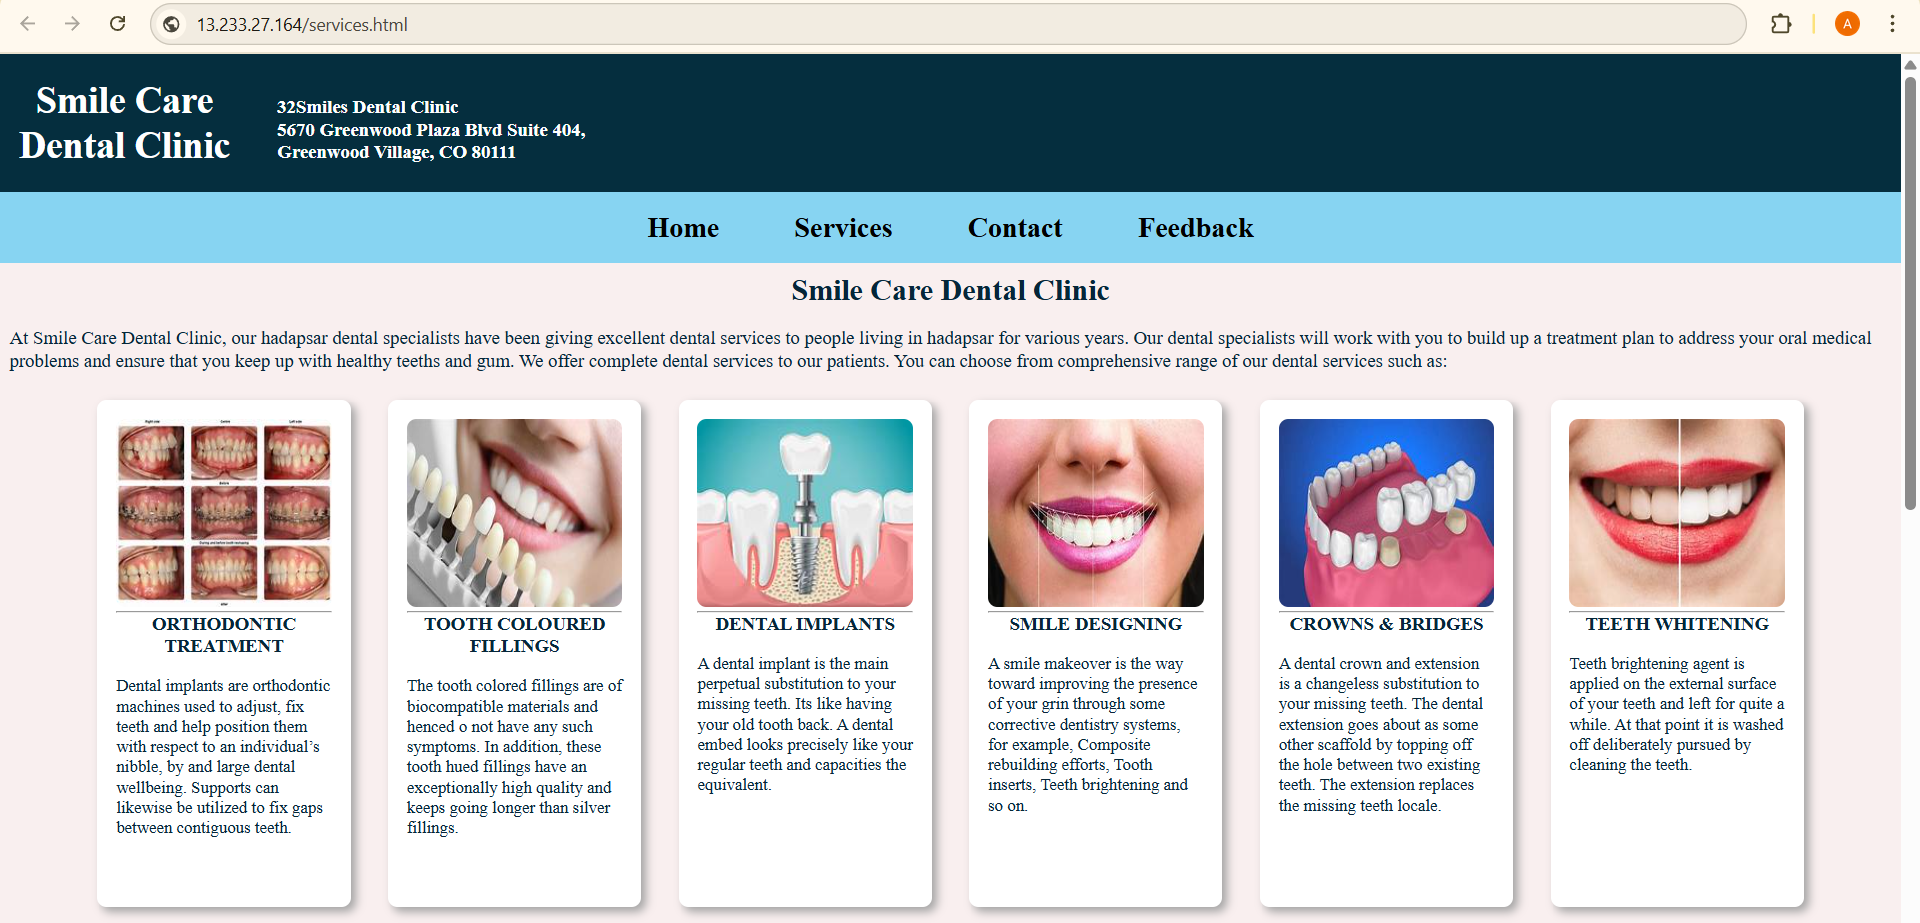 13.233.27.164/services.html
A
Smile Care
Dental Clinic
32Smiles Dental Clinic
5670 Greenwood Plaza Blvd Suite 404,
Greenwood Village, CO 80111
Home
Services
Contact
Feedback
Smile Care Dental Clinic
At Smile Care Dental Clinic, our hadapsar dental specialists have been giving excellent dental services to people living in hadapsar for various years. Our dental specialists will work with you to build up a treatment plan to address your oral medical
problems and ensure that you keep up with healthy teeths and gum. We offer complete dental services to our patients. You can choose from comprehensive range of our dental services such as:
ORTHODONTIC
TREATMENT
Dental implants are orthodontic
machines used to adjust, fix
teeth and help position them
with respect to an individual’s
nibble, by and large dental
wellbeing. Supports can
likewise be utilized to fix gaps
between contiguous teeth.
TOOTH COLOURED
FILLINGS
The tooth colored fillings are of
biocompatible materials and
henced o not have any such
symptoms. In addition, these
tooth hued fillings have an
exceptionally high quality and
keeps going longer than silver
fillings.
DENTAL IMPLANTS
A dental implant is the main
perpetual substitution to your
missing teeth. Its like having
your old tooth back. A dental
embed looks precisely like your
regular teeth and capacities the
equivalent.
SMILE DESIGNING
A smile makeover is the way
toward improving the presence
of your grin through some
corrective dentistry systems,
for example, Composite
rebuilding efforts, Tooth
inserts, Teeth brightening and
so on.
CROWNS & BRIDGES
A dental crown and extension
is a changeless substitution to
your missing teeth. The dental
extension goes about as some
other scaffold by topping off
the hole between two existing
teeth. The extension replaces
the missing teeth locale.
TEETH WHITENING
Teeth brightening agent is
applied on the external surface
of your teeth and left for quite a
while. At that point it is washed
off deliberately pursued by
cleaning the teeth.